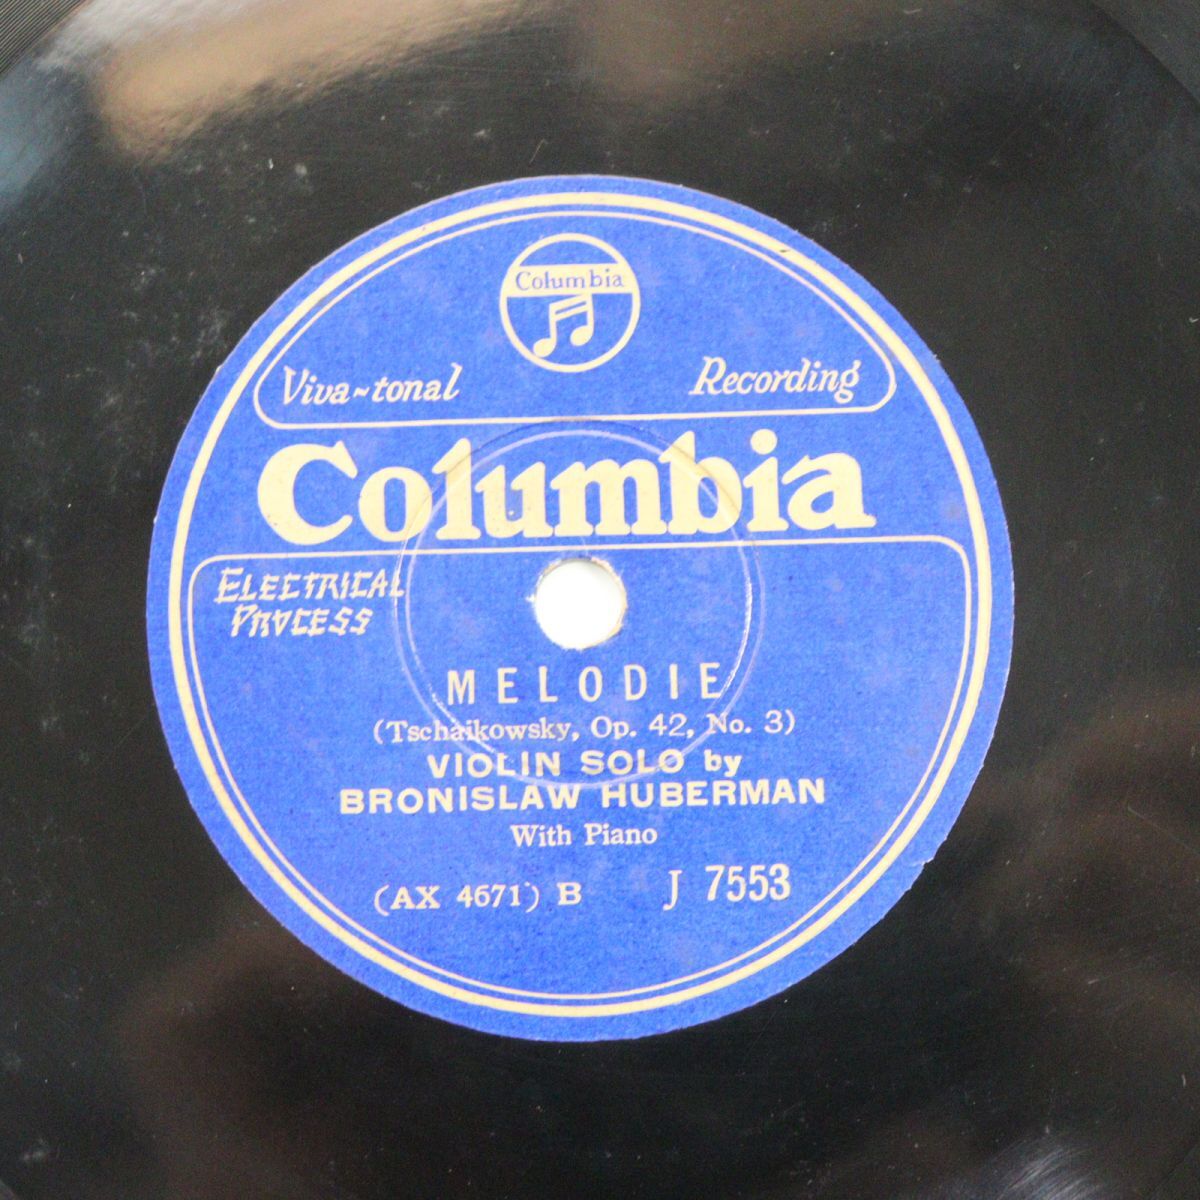 Columbia
Viva-tonal Recording
Columbia
ELECTRICAL
PROCESS
MELODIE
(Tschaikowsky, Op. 42, No. 3)
VIOLIN SOLO by
BRONISLAW HUBERMAN
With Piano
(AX 4671) B J 7553